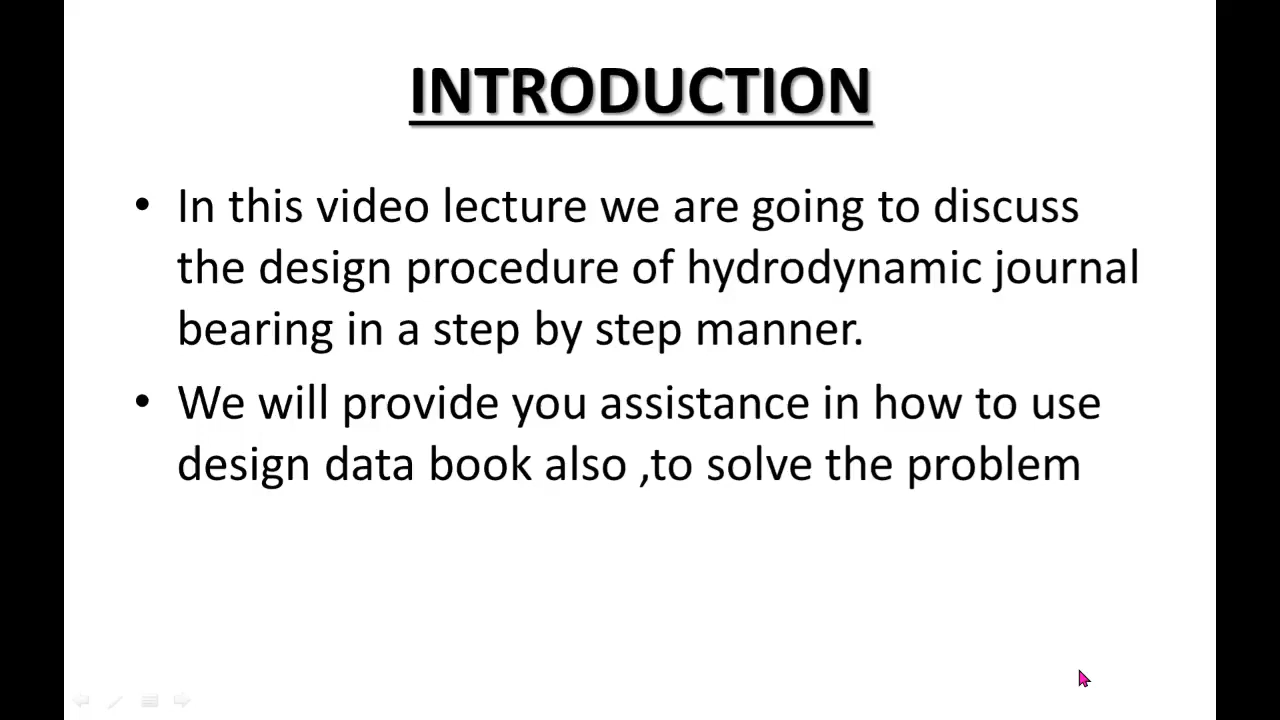 INTRODUCTION
• In this video lecture we are going to discuss
the design procedure of hydrodynamic journal
bearing in a step by step manner.
• We will provide you assistance in how to use
design data book also ,to solve the problem